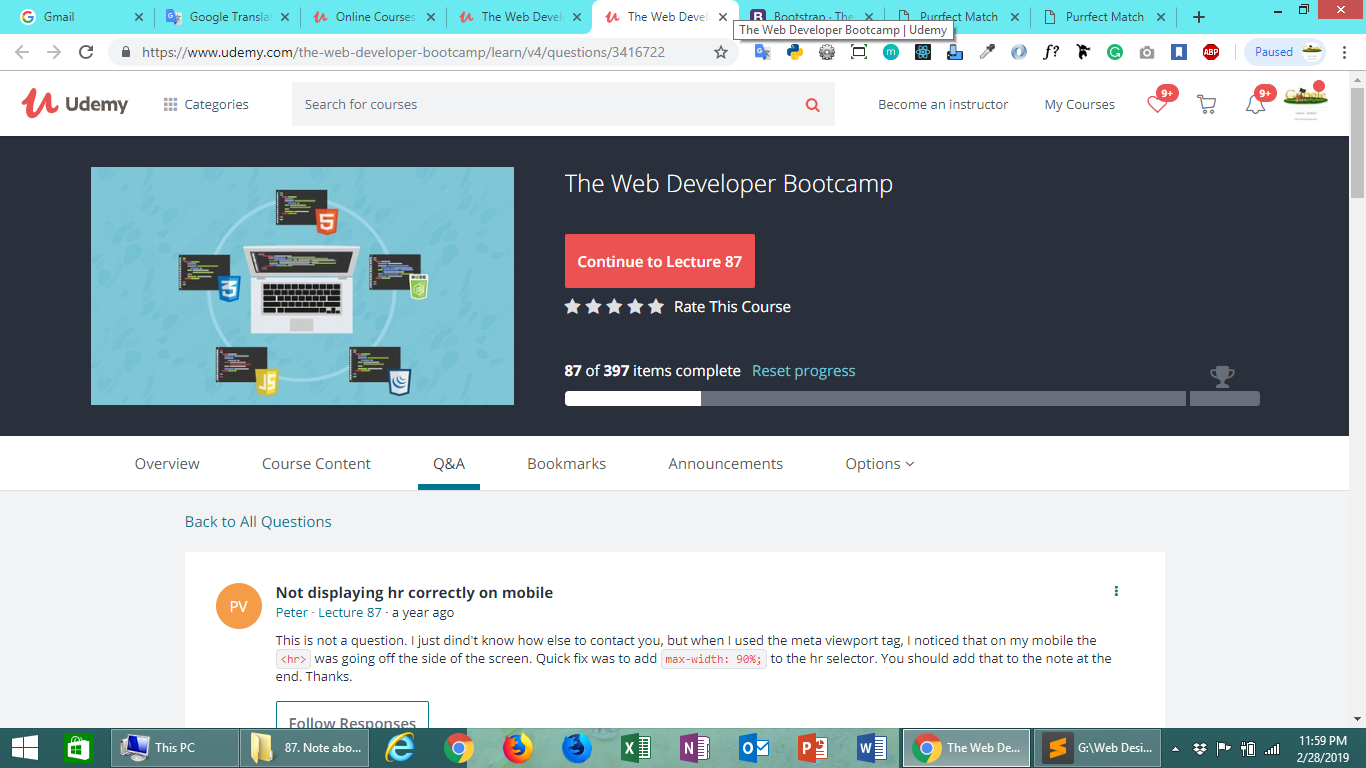 Gmail
Google Transla
Online Courses
The Web Devel
The Web Devel
Bootstrap · The
Purrfect Match
Purrfect Match
The Web Developer Bootcamp | Udemy
https://www.udemy.com/the-web-developer-bootcamp/learn/v4/questions/3416722
m
f?
G
ABP
Paused
Udemy
Categories
Search for courses
Become an instructor
My Courses
9+
9+
The Web Developer Bootcamp
5
3
JS
NODE
Continue to Lecture 87
Rate This Course
87 of 397 items complete Reset progress
Overview
Course Content
Q&A
Bookmarks
Announcements
Options
Back to All Questions
PV
Not displaying hr correctly on mobile
Peter · Lecture 87 · a year ago
This is not a question. I just dind't know how else to contact you, but when I used the meta viewport tag, I noticed that on my mobile the
<hr> was going off the side of the screen. Quick fix was to add max-width: 90%; to the hr selector. You should add that to the note at the
end. Thanks.
Follow Responses
This PC
87. Note abo...
The Web De...
G:\Web Desi...
11:59 PM
2/28/2019